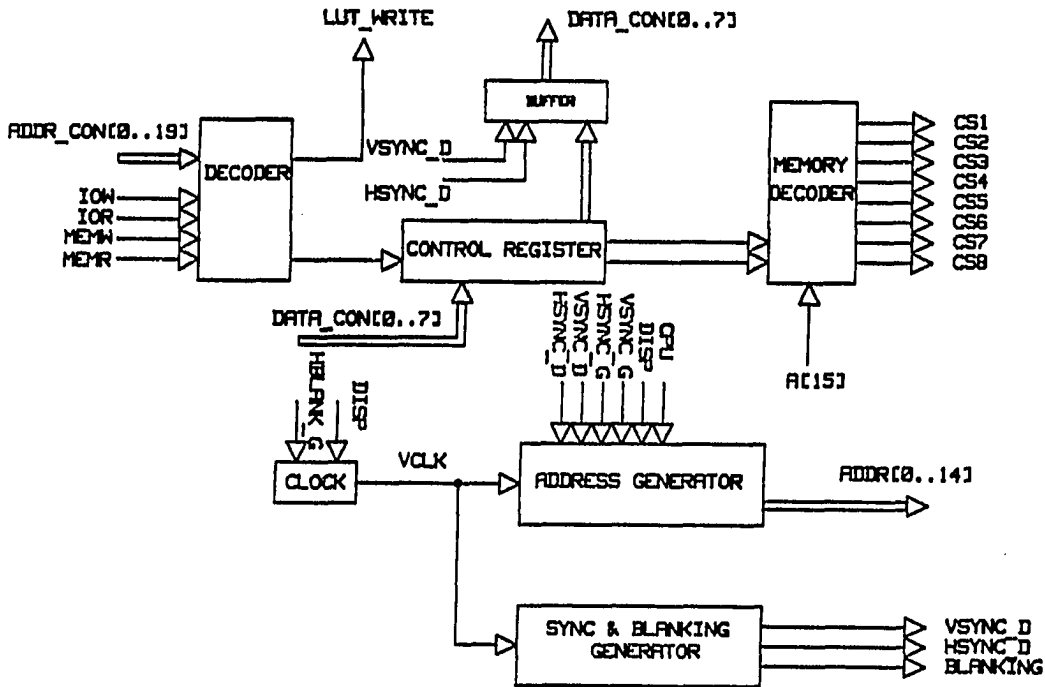 LUT_WRITE
DATA_CON[0..7]
BUFFER
ADDR_CON[0..19]
DECODER
IOW
IOR
MEMW
MEMR
VSYNC_D
HSYNC_D
CONTROL REGISTER
MEMORY
DECODER
CS1
CS2
CS3
CS4
CS5
CS6
CS7
CS8
DATA_CON[0..7]
A[15]
HSYNC_D
VSYNC_D
HSYNC_G
VSYNC_G
DISP
CPU
HBLANK_G
DISP
CLOCK
VCLK
ADDRESS GENERATOR
ADDR[0..14]
SYNC & BLANKING
GENERATOR
VSYNC_D
HSYNC_D
BLANKING